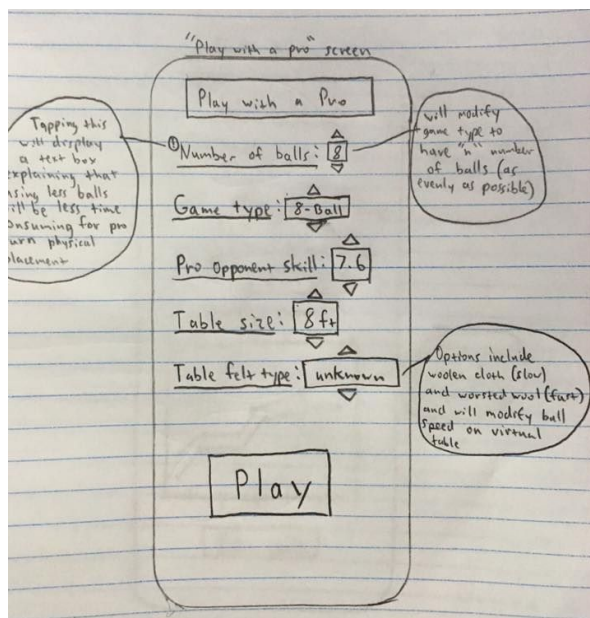 "Play with a pro" screen
Play with a Pro
Tapping this
will display
a text box
explaining that
using less balls
will be less time
consuming for pro
turn physical
placement
Number of balls: 8
will modify
game type to
have "n" number
of balls (as
evenly as possible)
Game type: 8-Ball
Pro opponent skill: 7.6
Table size: 8ft
Table felt type: unknown
Options include
woolen cloth (slow)
and worsted wool (fast)
and will modify ball
speed on virtual
table
Play